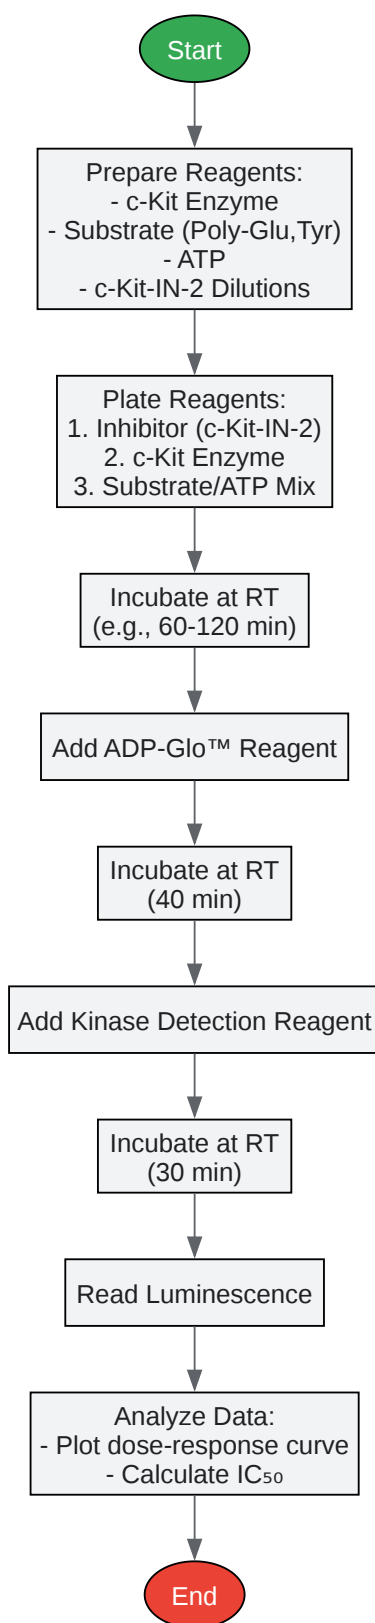 Start
Prepare Reagents:
- c-Kit Enzyme
- Substrate (Poly-Glu,Tyr)
- ATP
- c-Kit-IN-2 Dilutions
Plate Reagents:
1. Inhibitor (c-Kit-IN-2)
2. c-Kit Enzyme
3. Substrate/ATP Mix
Incubate at RT
(e.g., 60-120 min)
Add ADP-Glo™ Reagent
Incubate at RT
(40 min)
Add Kinase Detection Reagent
Incubate at RT
(30 min)
Read Luminescence
Analyze Data:
- Plot dose-response curve
- Calculate IC₅₀
End